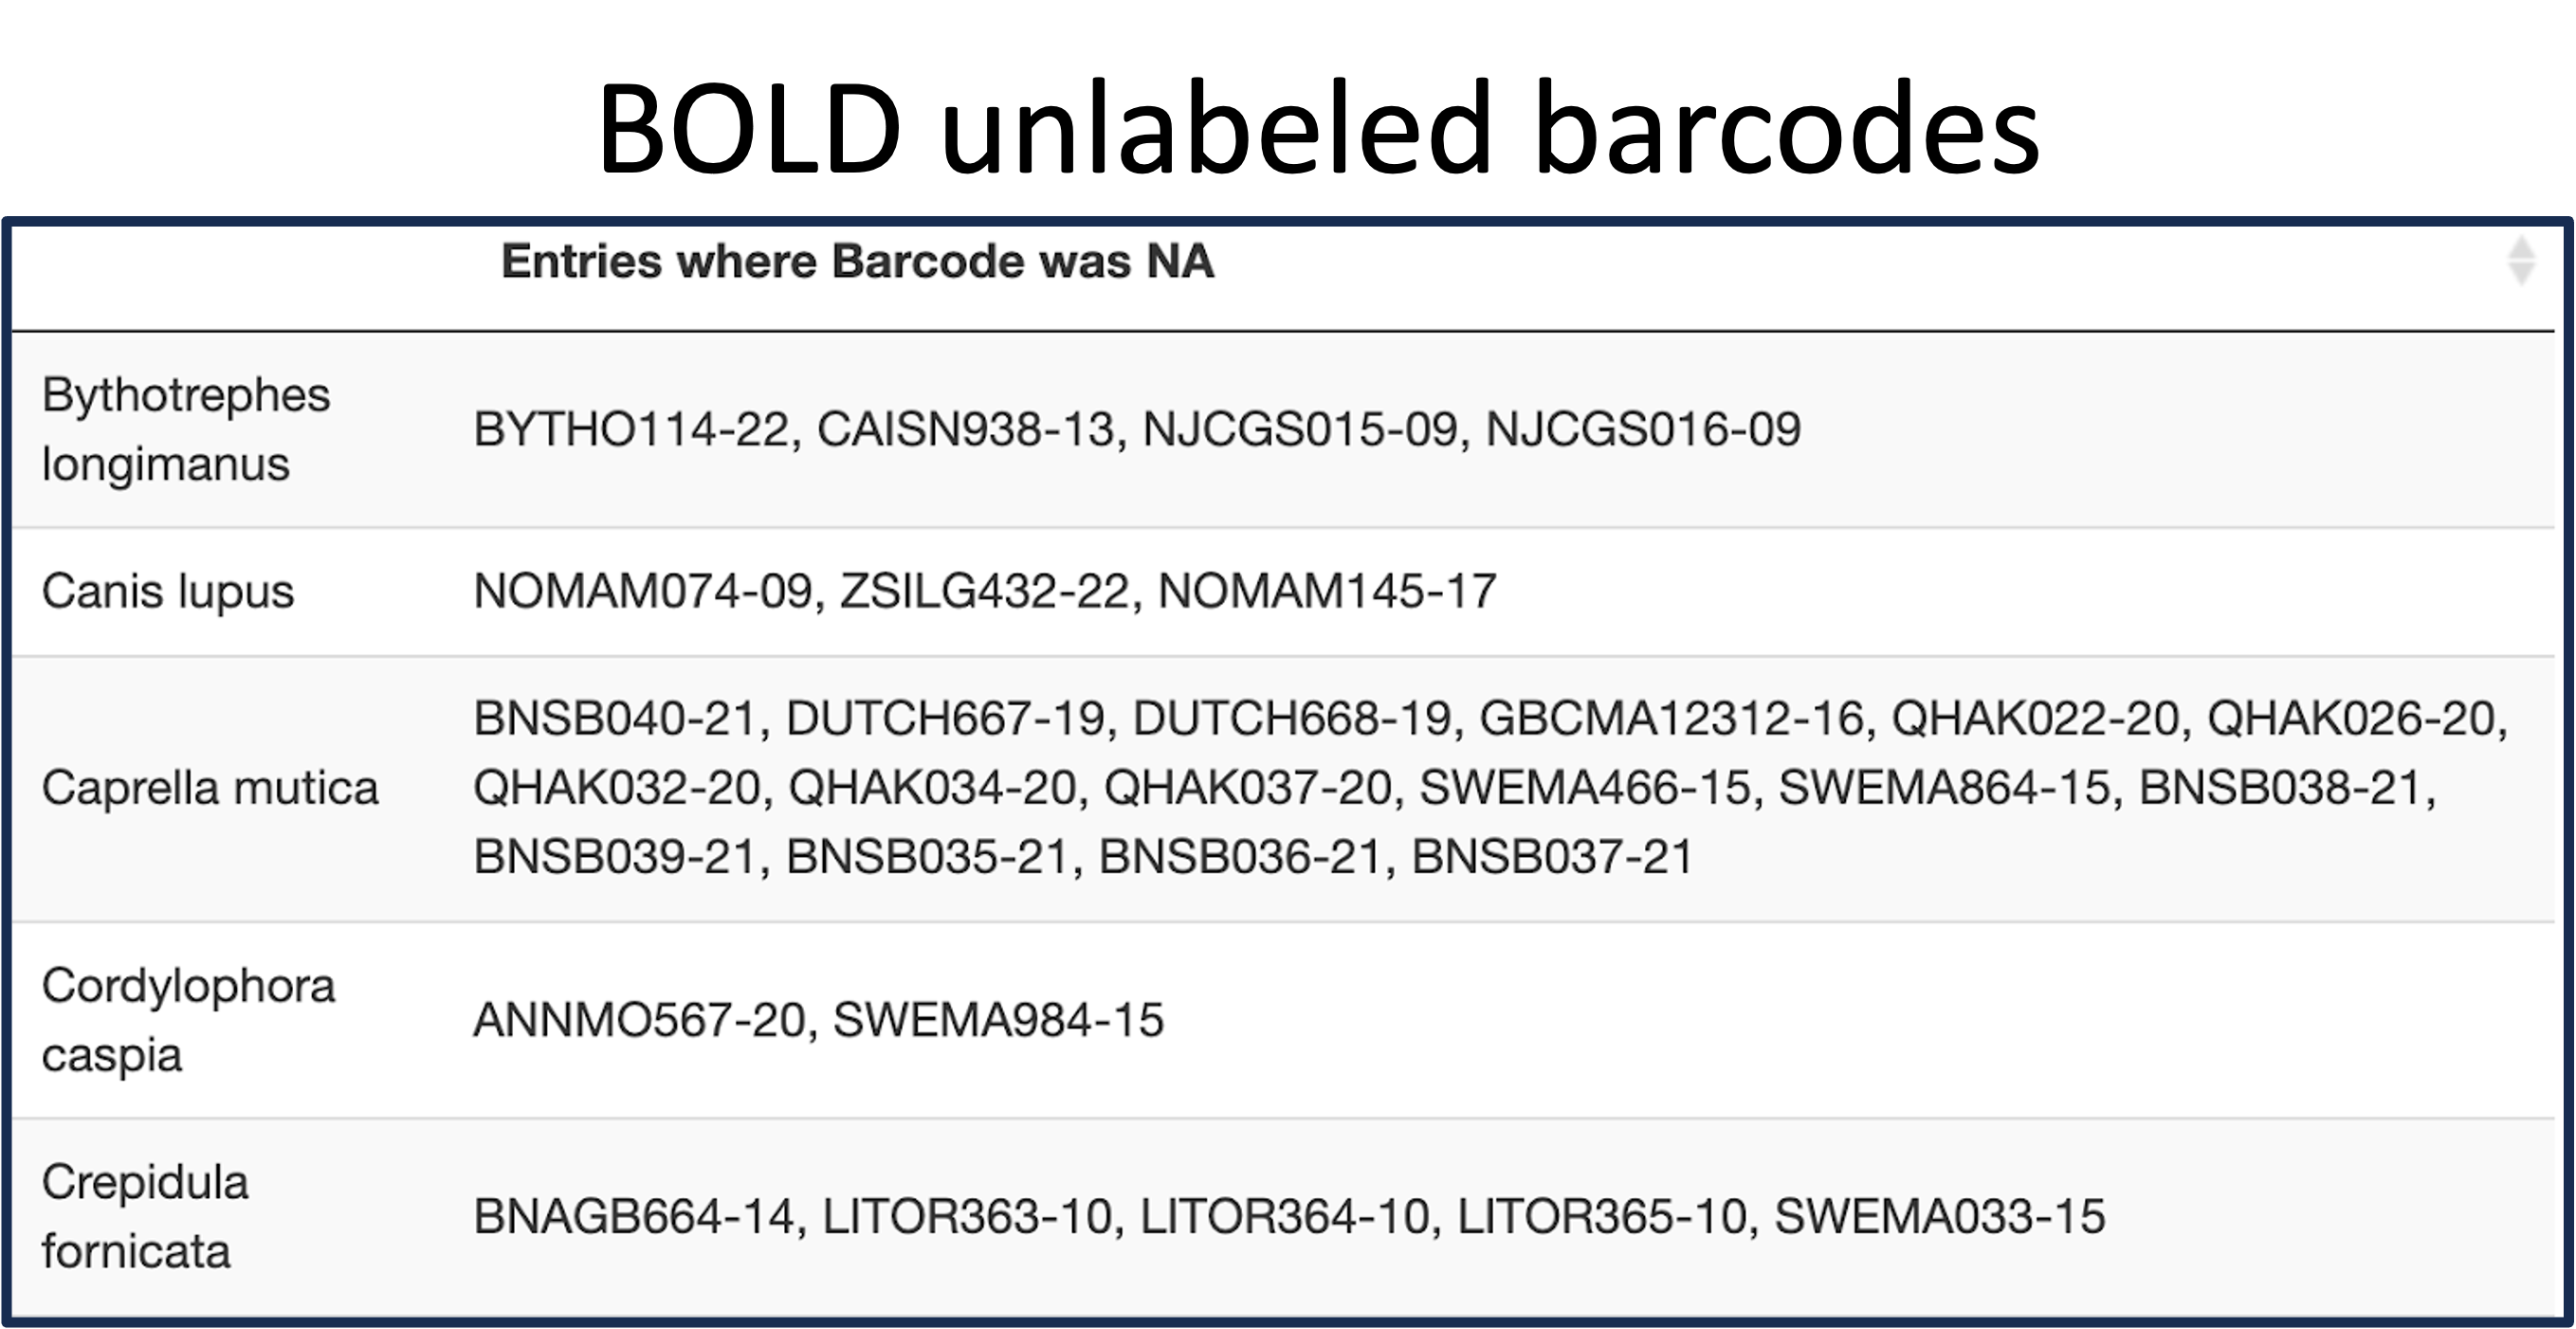 BOLD unlabeled barcodes
Entries where Barcode was NA
Bythotrephes
longimanus
BYTHO114-22, CAISN938-13, NJCGS015-09, NJCGS016-09
Canis lupus
NOMAM074-09, ZSILG432-22, NOMAM145-17
Caprella mutica
BNSB040-21, DUTCH667-19, DUTCH668-19, GBCMA12312-16, QHAK022-20, QHAK026-20,
QHAK032-20, QHAK034-20, QHAK037-20, SWEMA466-15, SWEMA864-15, BNSB038-21,
BNSB039-21, BNSB035-21, BNSB036-21, BNSB037-21
Cordylophora
caspia
ANNMO567-20, SWEMA984-15
Crepidula
fornicata
BNAGB664-14, LITOR363-10, LITOR364-10, LITOR365-10, SWEMA033-15